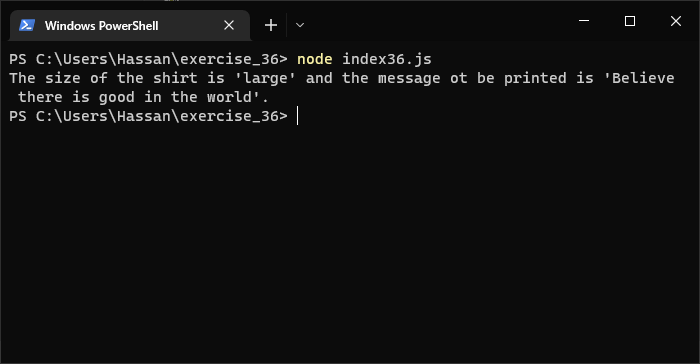 Windows PowerShell
PS C:\Users\Hassan\exercise_36> node index36.js
The size of the shirt is 'large' and the message ot be printed is 'Believe
there is good in the world'.
PS C:\Users\Hassan\exercise_36>